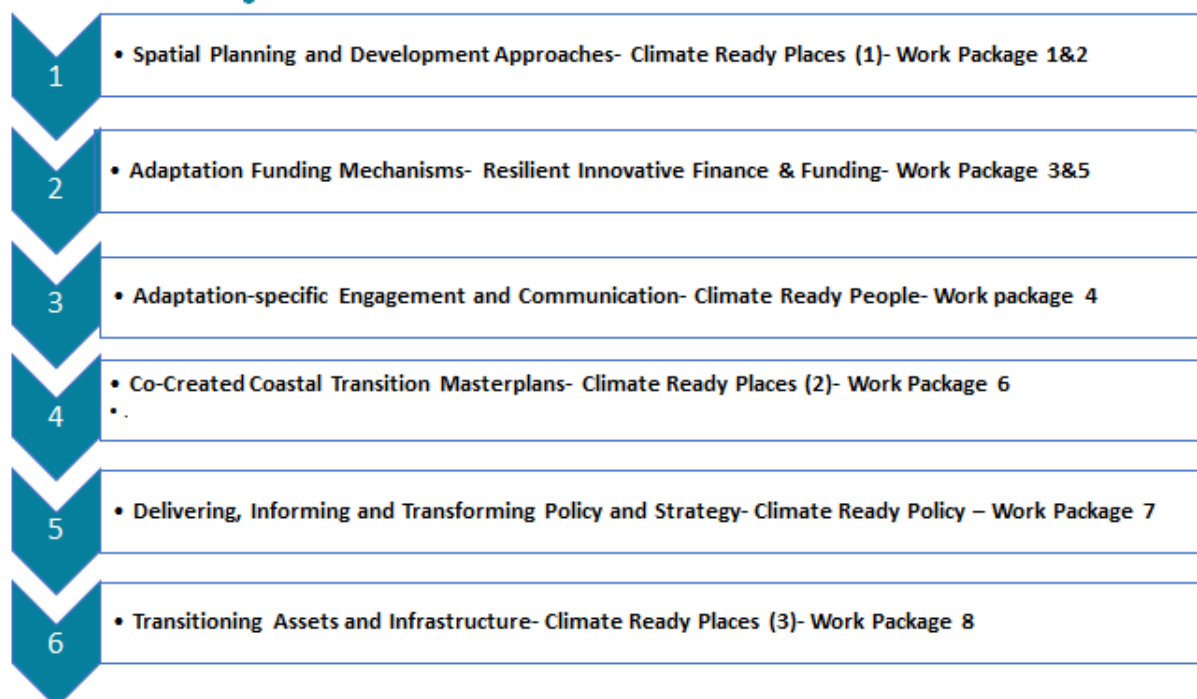 1
• Spatial Planning and Development Approaches- Climate Ready Places (1)- Work Package 1&2
2
• Adaptation Funding Mechanisms- Resilient Innovative Finance & Funding- Work Package 3&5
3
• Adaptation-specific Engagement and Communication- Climate Ready People- Work package 4
4
• Co-Created Coastal Transition Masterplans- Climate Ready Places (2)- Work Package 6
• .
5
• Delivering, Informing and Transforming Policy and Strategy- Climate Ready Policy – Work Package 7
6
• Transitioning Assets and Infrastructure- Climate Ready Places (3)- Work Package 8